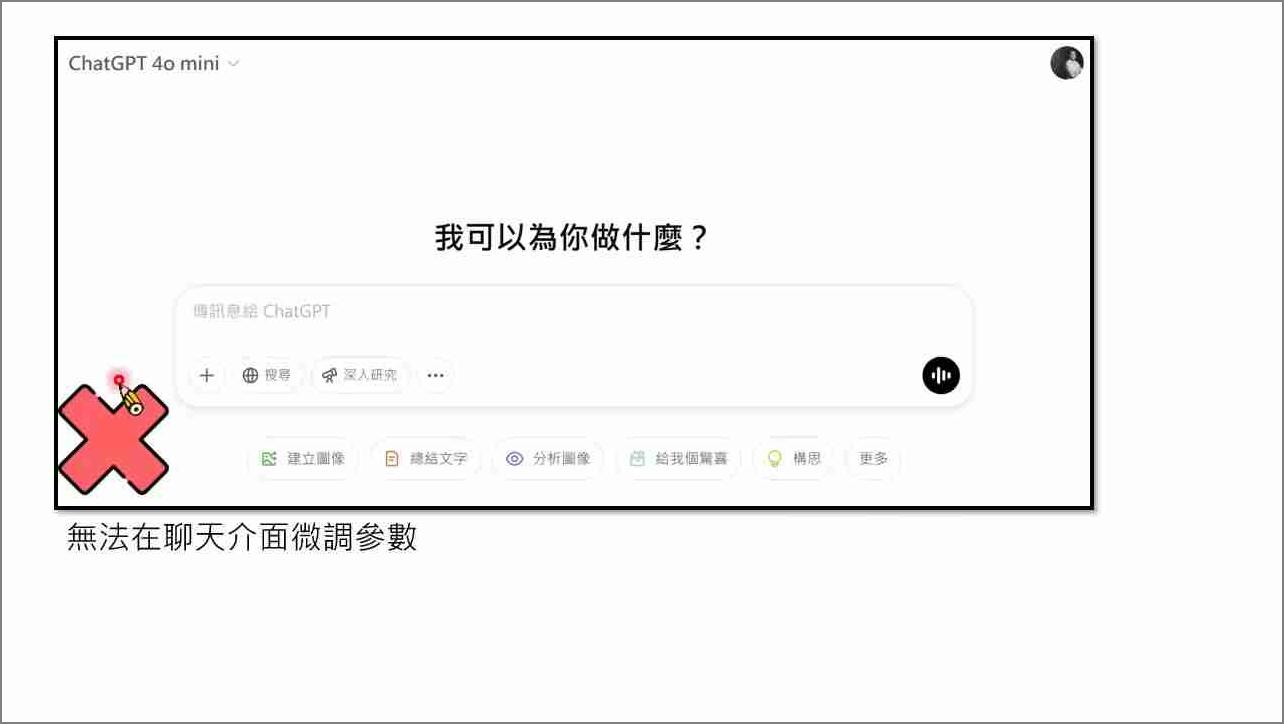 ChatGPT 4o mini
我可以為你做什麼？
傳訊息給 ChatGPT
搜尋
深入研究
建立圖像
總結文字
分析圖像
給我個驚喜
構思
更多
無法在聊天介面微調參數